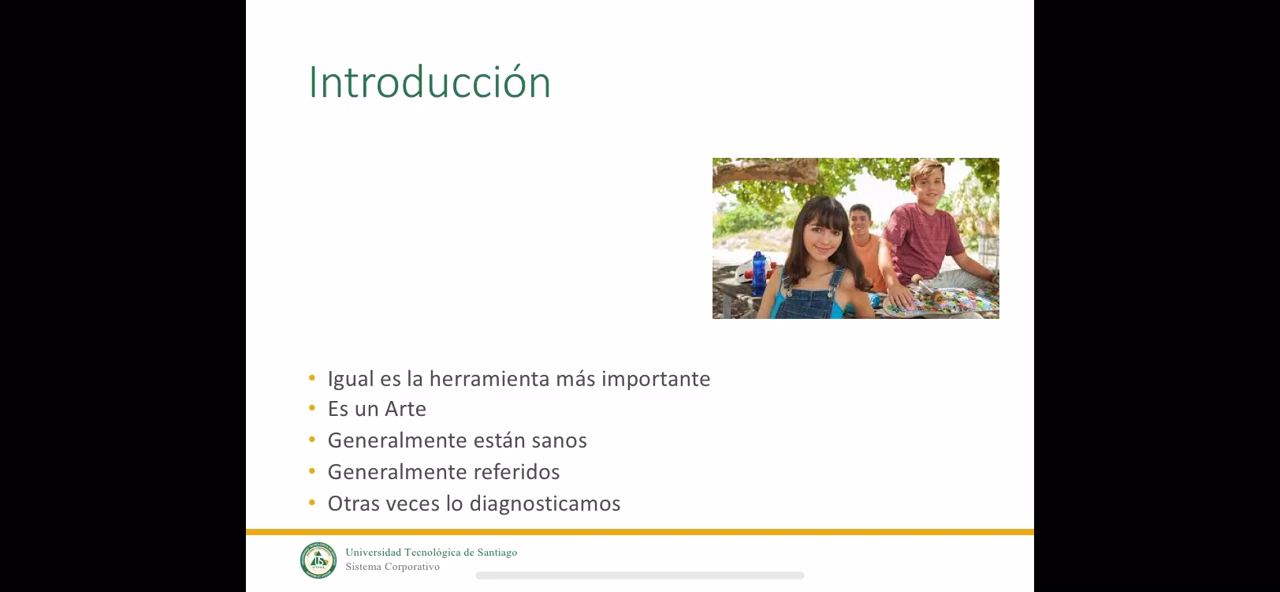 Introducción
Igual es la herramienta más importante
Es un Arte
Generalmente están sanos
Generalmente referidos
Otras veces lo diagnosticamos
Universidad Tecnológica de Santiago
Sistema Corporativo